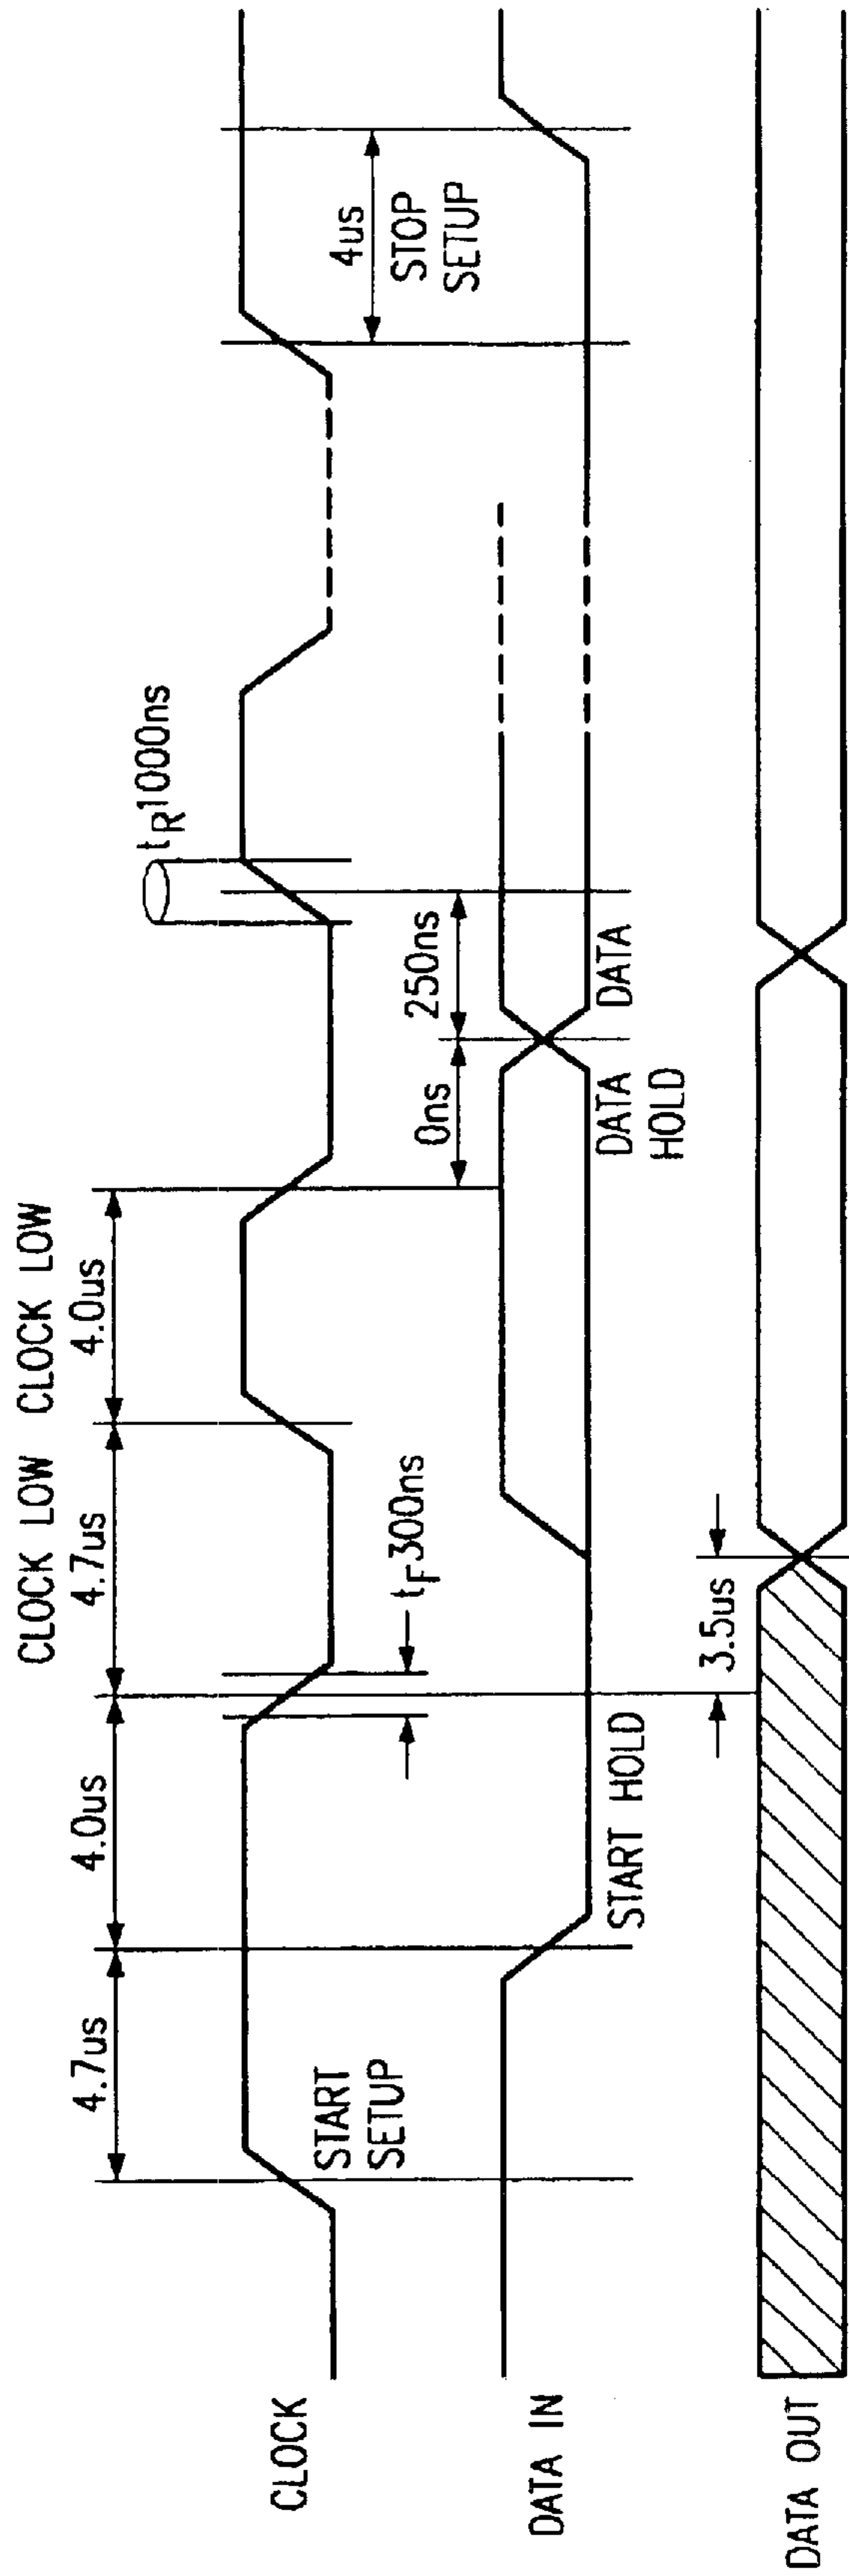 CLOCK LOW CLOCK LOW
4.7us
4.0us
4.7us
4.0us
tR1000ns
CLOCK
START
SETUP
tF300ns
4us
STOP
SETUP
0ns
250ns
DATA IN
START HOLD
DATA
HOLD
DATA
3.5us
DATA OUT